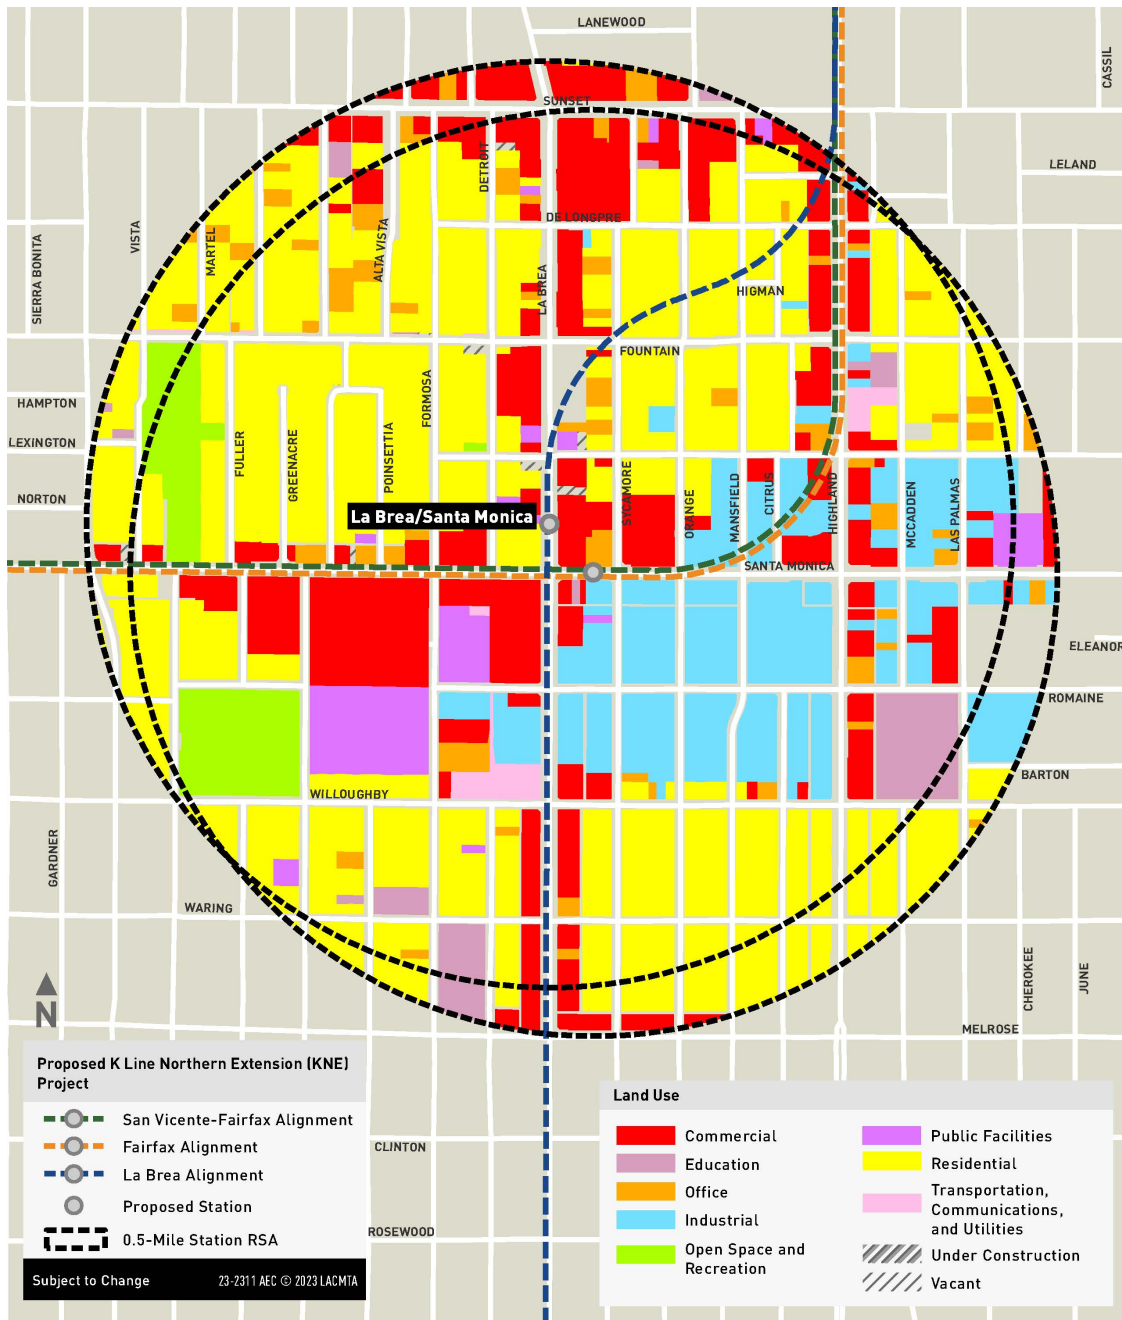 LANEWOOD
CASSIL
SUNSET
LELAND
DETROIT
DE LONGPRE
SIERRA BONITA
VISTA
MARTEL
ALTA VISTA
LA BREA
HIGMAN
FOUNTAIN
HAMPTON
LEXINGTON
NORTON
FULLER
GREENACRE
POINSETTIA
FORMOSA
La Brea/Santa Monica
SYCAMORE
ORANGE
MANSFIELD
CITRUS
HIGHLAND
MCCADDEN
LAS PALMAS
SANTA MONICA
ELEANOR
ROMAINE
BARTON
WILLOUGHBY
GARDNER
WARING
CHEROKEE
JUNE
MELROSE
N
CLINTON
ROSEWOOD
Proposed K Line Northern Extension (KNE)
Project
San Vicente-Fairfax Alignment
Fairfax Alignment
La Brea Alignment
Proposed Station
0.5-Mile Station RSA
Subject to Change 23-2311 AEC © 2023 LACMTA
Land Use
Commercial
Education
Office
Industrial
Open Space and
Recreation
Public Facilities
Residential
Transportation,
Communications,
and Utilities
Under Construction
Vacant